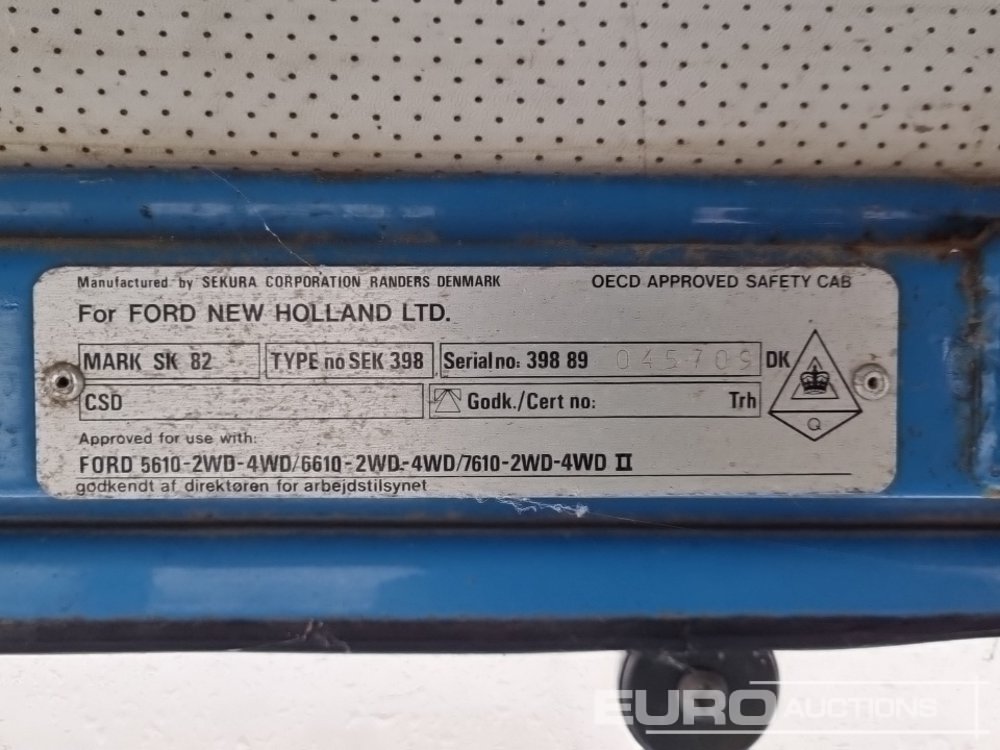 Manufactured by SEKURA CORPORATION RANDERS DENMARK OECD APPROVED SAFETY CAB
For FORD NEW HOLLAND LTD.
MARK SK 82 TYPE no SEK 398 Serial no: 398 89 045709 DK
CSD Godk./Cert no: Trh
Q
Approved for use with:
FORD 5610-2WD-4WD/6610-2WD-4WD/7610-2WD-4WD II
godkendt af direktøren for arbejdstilsynet
EURO AUCTIONS